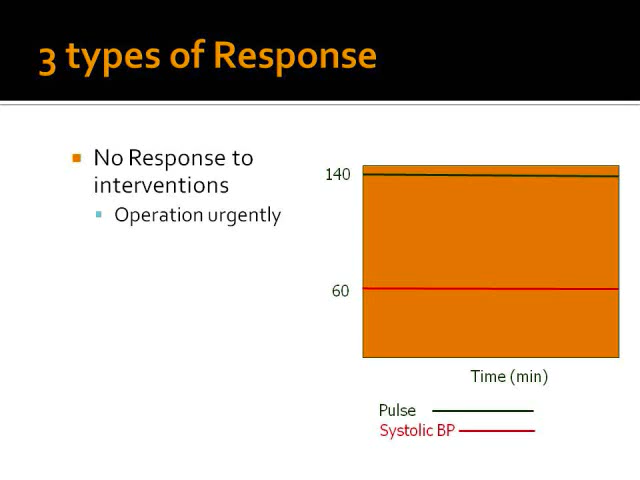 3 types of Response
No Response to
interventions
Operation urgently
140
60
Time (min)
Pulse
Systolic BP